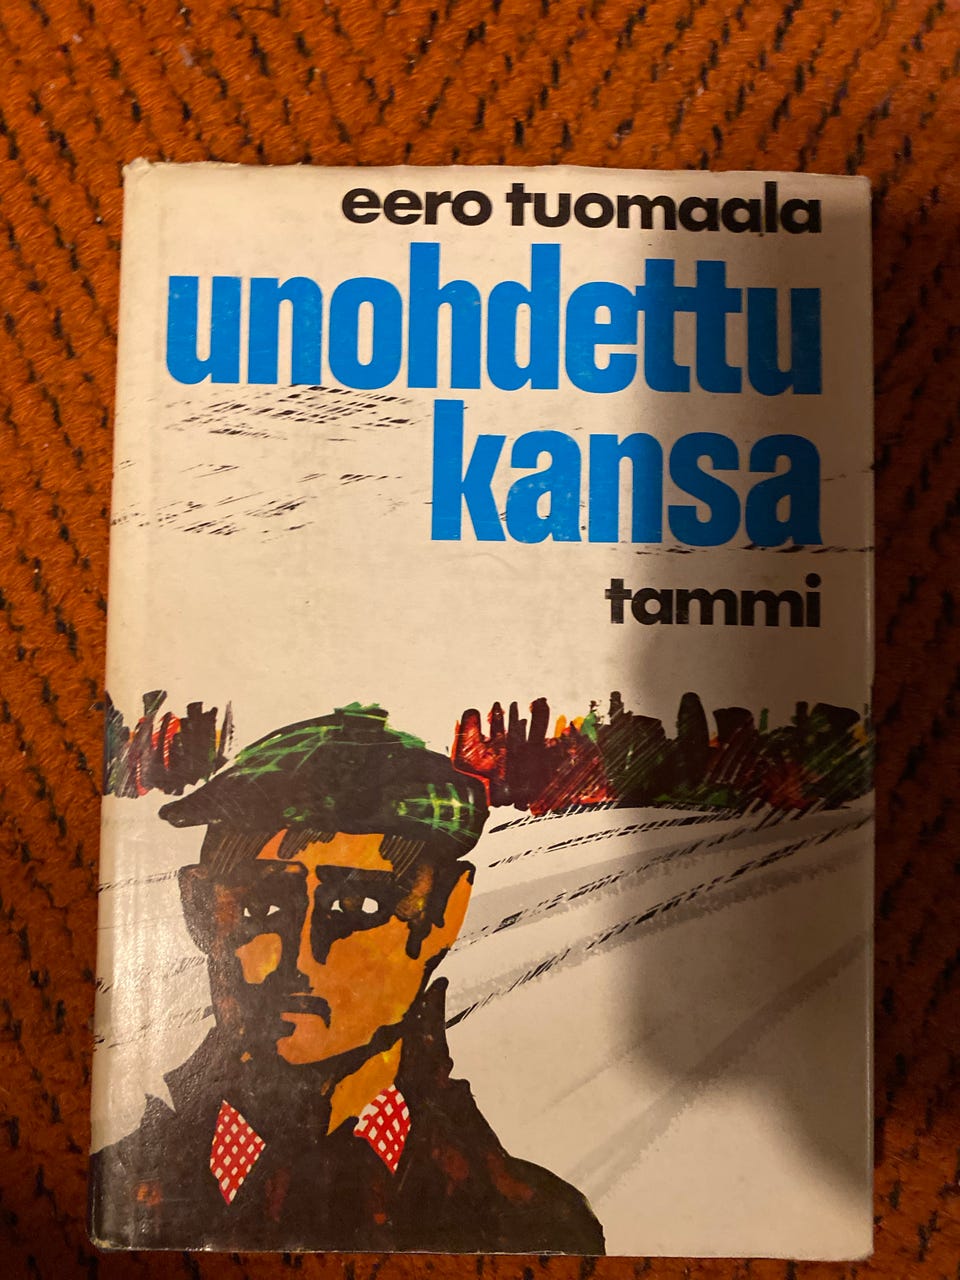 eero tuomaala
unohdettu
kansa
tammi